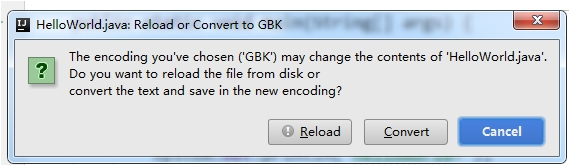 HelloWorld.java: Reload or Convert to GBK
The encoding you've chosen ('GBK') may change the contents of 'HelloWorld.java'.
Do you want to reload the file from disk or
convert the text and save in the new encoding?
Reload
Convert
Cancel